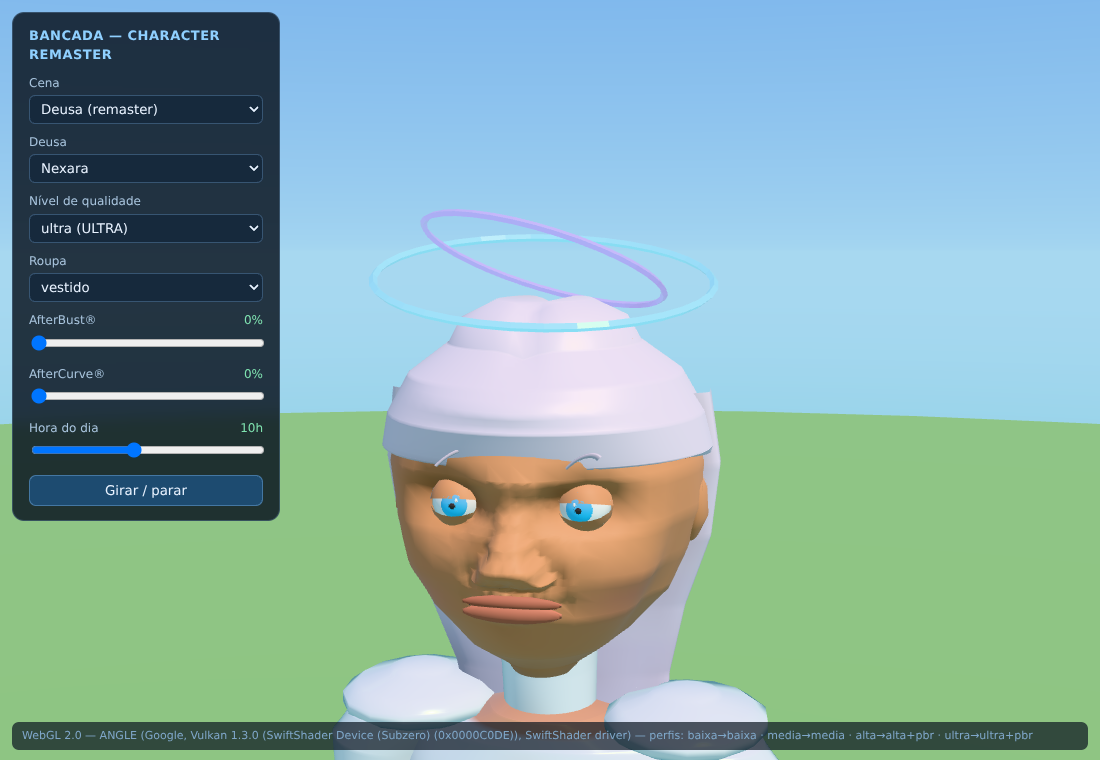 BANCADA — CHARACTER
REMASTER
Cena
Deusa (remaster)
Deusa
Nexara
Nível de qualidade
ultra (ULTRA)
Roupa
vestido
AfterBust® 0%
AfterCurve® 0%
Hora do dia 10h
Girar / parar
WebGL 2.0 — ANGLE (Google, Vulkan 1.3.0 (SwiftShader Device (Subzero) (0x0000C0DE)), SwiftShader driver) — perfis: baixa→baixa · media→media · alta→alta+pbr · ultra→ultra+pbr